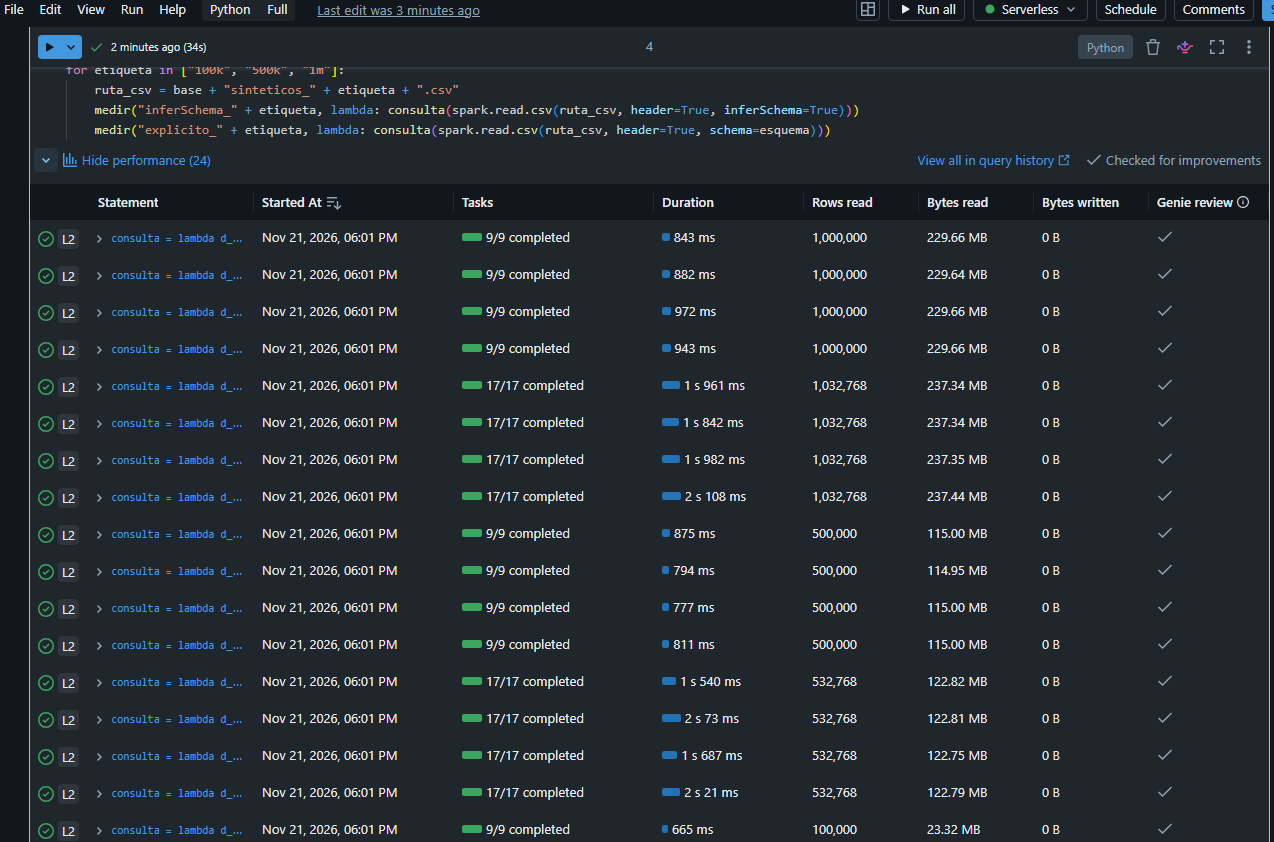 File Edit View Run Help Python Full Last edit was 3 minutes ago Run all Serverless Schedule Comments
2 minutes ago (34s) 4 Python
for etiqueta in ["100k", "500k", "1m"]:
ruta_csv = base + "sinteticos_" + etiqueta + ".csv"
medir("inferSchema_" + etiqueta, lambda: consulta(spark.read.csv(ruta_csv, header=True, inferSchema=True)))
medir("explicito_" + etiqueta, lambda: consulta(spark.read.csv(ruta_csv, header=True, schema=esquema)))
Hide performance (24) View all in query history Checked for improvements
Statement Started At Tasks Duration Rows read Bytes read Bytes written Genie review
L2 consulta = lambda d_... Nov 21, 2026, 06:01 PM 9/9 completed 843 ms 1,000,000 229.66 MB 0 B
L2 consulta = lambda d_... Nov 21, 2026, 06:01 PM 9/9 completed 882 ms 1,000,000 229.64 MB 0 B
L2 consulta = lambda d_... Nov 21, 2026, 06:01 PM 9/9 completed 972 ms 1,000,000 229.66 MB 0 B
L2 consulta = lambda d_... Nov 21, 2026, 06:01 PM 9/9 completed 943 ms 1,000,000 229.66 MB 0 B
L2 consulta = lambda d_... Nov 21, 2026, 06:01 PM 17/17 completed 1 s 961 ms 1,032,768 237.34 MB 0 B
L2 consulta = lambda d_... Nov 21, 2026, 06:01 PM 17/17 completed 1 s 842 ms 1,032,768 237.34 MB 0 B
L2 consulta = lambda d_... Nov 21, 2026, 06:01 PM 17/17 completed 1 s 982 ms 1,032,768 237.35 MB 0 B
L2 consulta = lambda d_... Nov 21, 2026, 06:01 PM 17/17 completed 2 s 108 ms 1,032,768 237.44 MB 0 B
L2 consulta = lambda d_... Nov 21, 2026, 06:01 PM 9/9 completed 875 ms 500,000 115.00 MB 0 B
L2 consulta = lambda d_... Nov 21, 2026, 06:01 PM 9/9 completed 794 ms 500,000 114.95 MB 0 B
L2 consulta = lambda d_... Nov 21, 2026, 06:01 PM 9/9 completed 777 ms 500,000 115.00 MB 0 B
L2 consulta = lambda d_... Nov 21, 2026, 06:01 PM 9/9 completed 811 ms 500,000 115.00 MB 0 B
L2 consulta = lambda d_... Nov 21, 2026, 06:01 PM 17/17 completed 1 s 540 ms 532,768 122.82 MB 0 B
L2 consulta = lambda d_... Nov 21, 2026, 06:01 PM 17/17 completed 2 s 73 ms 532,768 122.81 MB 0 B
L2 consulta = lambda d_... Nov 21, 2026, 06:01 PM 17/17 completed 1 s 687 ms 532,768 122.75 MB 0 B
L2 consulta = lambda d_... Nov 21, 2026, 06:01 PM 17/17 completed 2 s 21 ms 532,768 122.79 MB 0 B
L2 consulta = lambda d_... Nov 21, 2026, 06:01 PM 9/9 completed 665 ms 100,000 23.32 MB 0 B